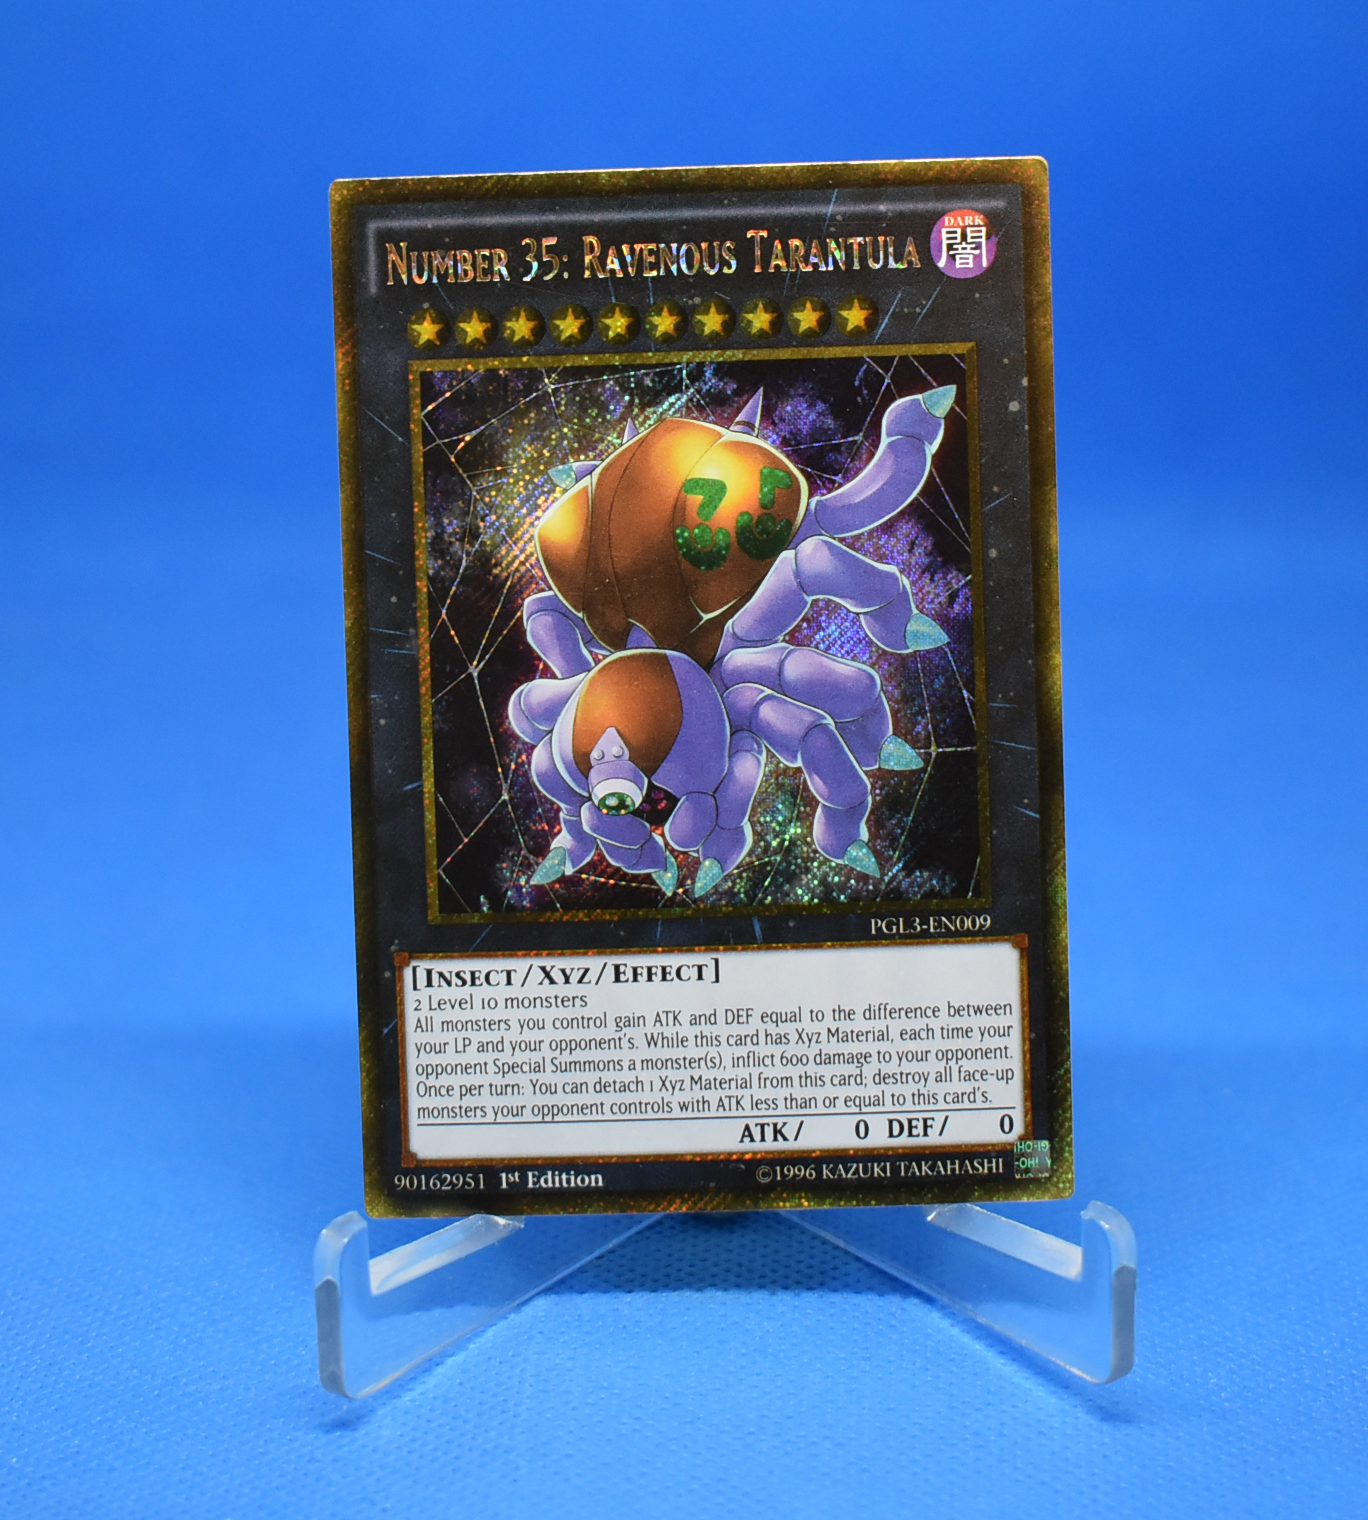 NUMBER 35: RAVENOUS TARANTULA
DARK
闇
PGL3-EN009
[INSECT/XYZ/EFFECT]
2 Level 10 monsters
All monsters you control gain ATK and DEF equal to the difference between
your LP and your opponent's. While this card has Xyz Material, each time your
opponent Special Summons a monster(s), inflict 600 damage to your opponent.
Once per turn: You can detach 1 Xyz Material from this card; destroy all face-up
monsters your opponent controls with ATK less than or equal to this card's.
ATK/ 0 DEF/ 0
90162951 1st Edition ©1996 KAZUKI TAKAHASHI